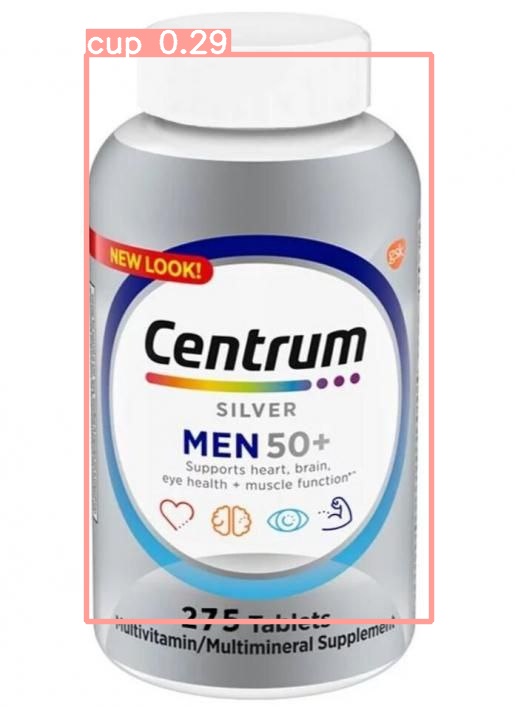 cup 0.29
NEW LOOK!
gsk
Centrum
SILVER
MEN 50+
Supports heart, brain,
eye health + muscle function*^
275 Tablets
Multivitamin/Multimineral Supplement